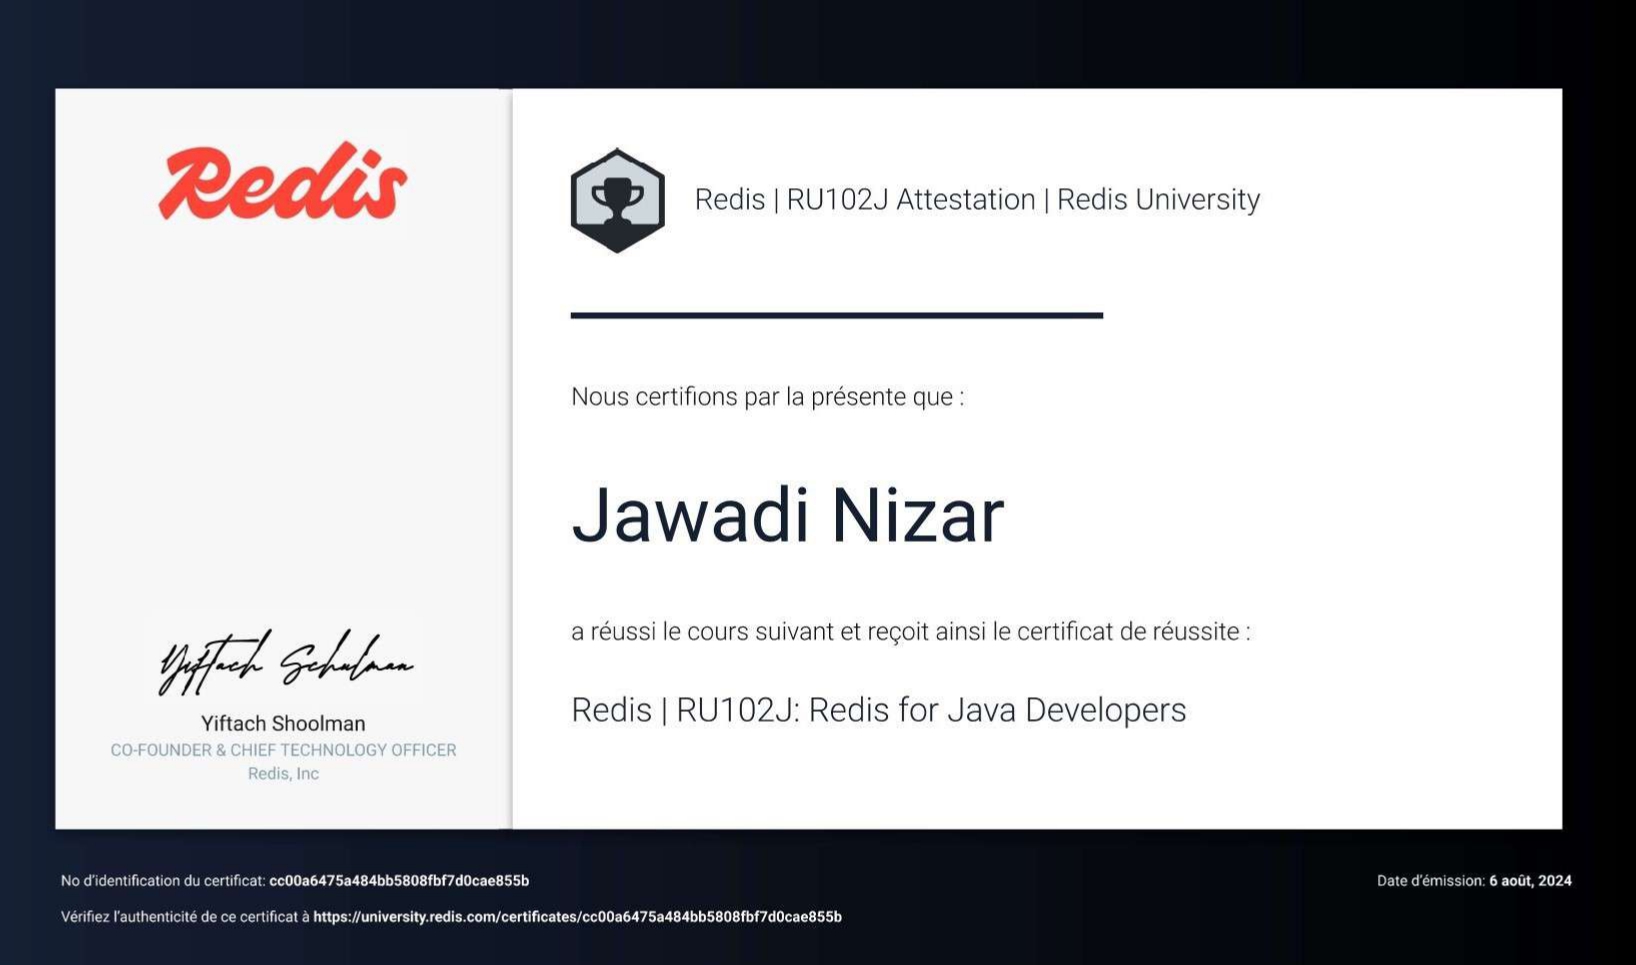 Redis
Redis | RU102J Attestation | Redis University
Nous certifions par la présente que :
Jawadi Nizar
a réussi le cours suivant et reçoit ainsi le certificat de réussite :
Redis | RU102J: Redis for Java Developers
Yiftach Schulman
Yiftach Shoolman
CO-FOUNDER & CHIEF TECHNOLOGY OFFICER
Redis, Inc
No d'identification du certificat: cc00a6475a484bb5808fbf7d0cae855b
Date d'émission: 6 août, 2024
Vérifiez l'authenticité de ce certificat à https://university.redis.com/certificates/cc00a6475a484bb5808fbf7d0cae855b